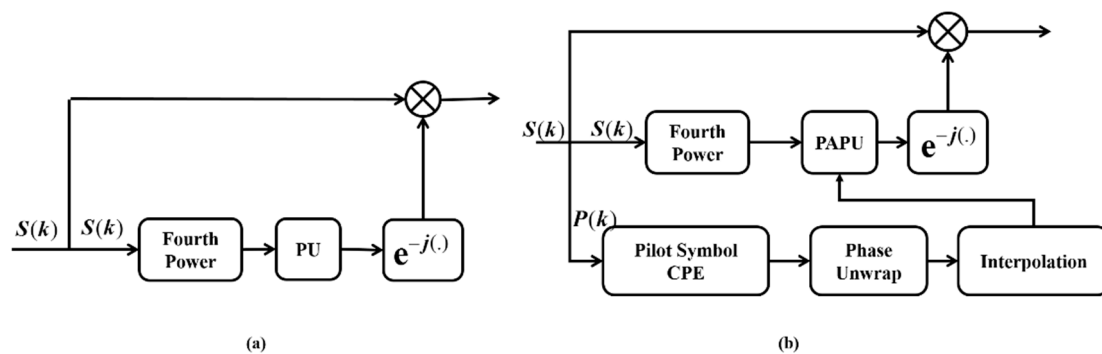 S(k)
S(k)
Fourth
Power
PU
e^{-j(.)}
(a)
S(k)
S(k)
Fourth
Power
PAPU
e^{-j(.)}
P(k)
Pilot Symbol
CPE
Phase
Unwrap
Interpolation
(b)